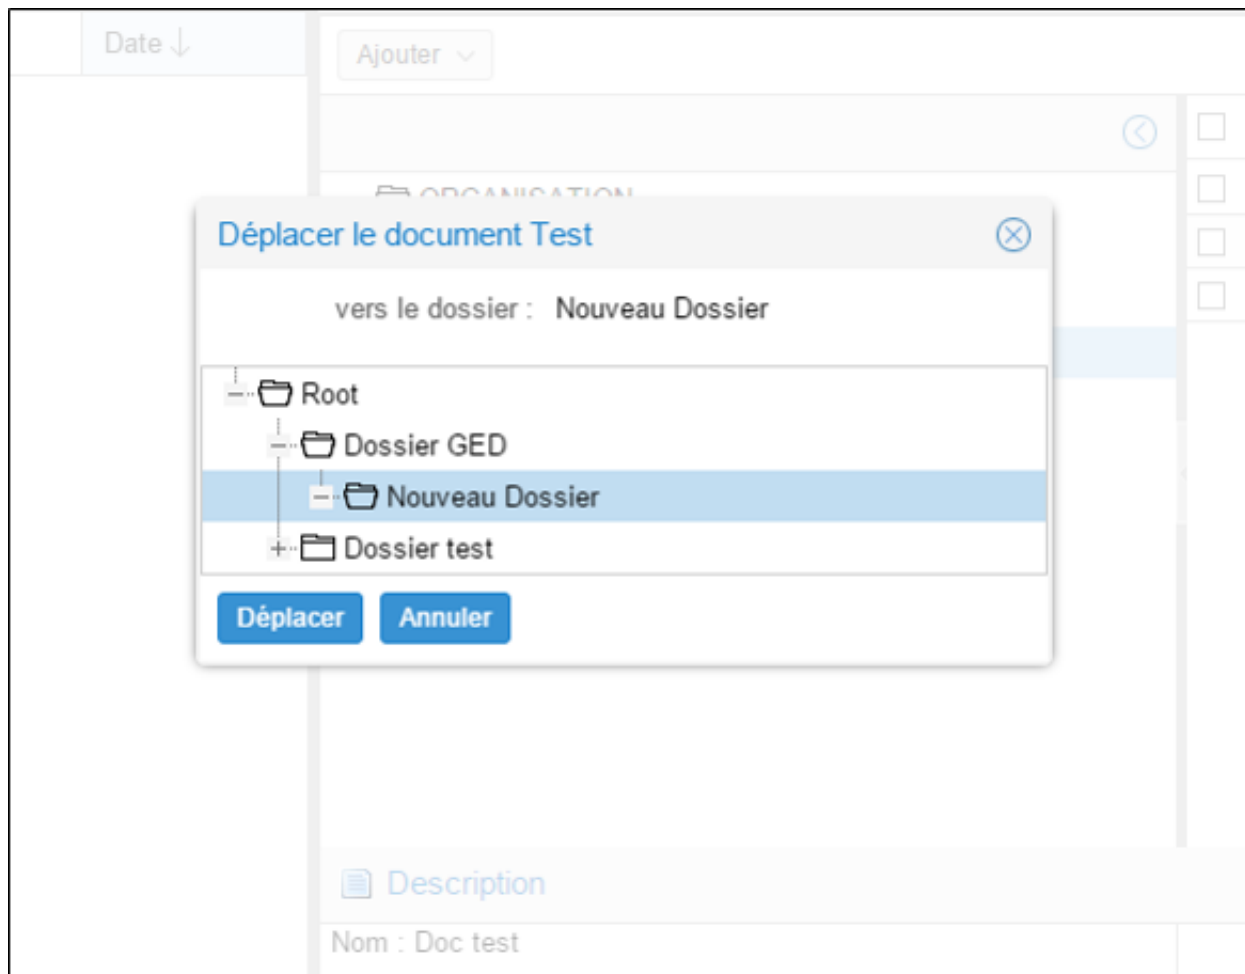 Date
Ajouter
ORGANISATION
Déplacer le document Test
vers le dossier : Nouveau Dossier
Root
Dossier GED
Nouveau Dossier
Dossier test
Déplacer Annuler
Description
Nom : Doc test